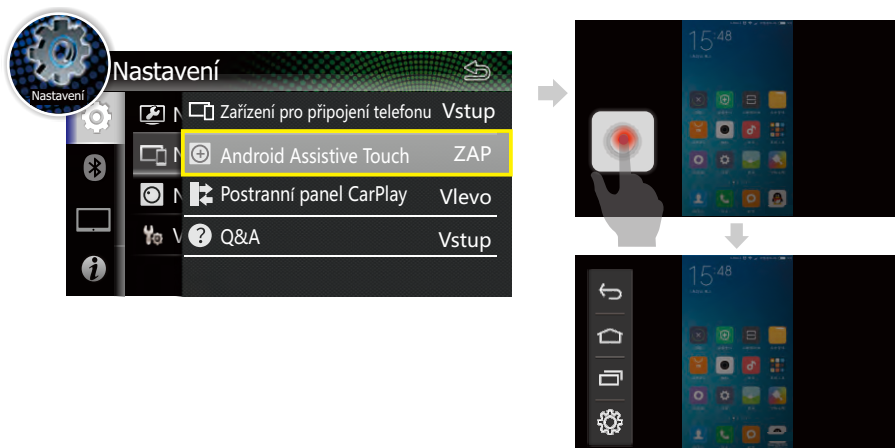 Nastavení
Nastavení
Zařízení pro připojení telefonu Vstup
Android Assistive Touch ZAP
Postranní panel CarPlay Vlevo
Q&A Vstup
15:48
15:48